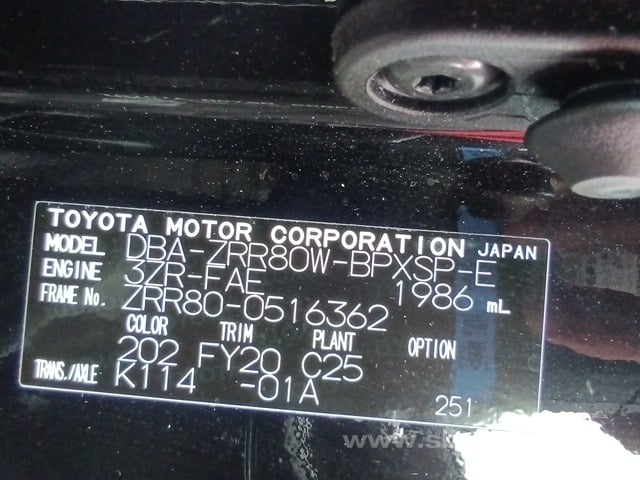 TOYOTA MOTOR CORPORATION JAPAN
MODEL DBA-ZRR80W-BPXSP-E
ENGINE 3ZR-FAE 1986 mL
FRAME No. ZRR80-0516362
COLOR TRIM PLANT OPTION
202 FY20 C25
TRANS./AXLE K114 -01A
251